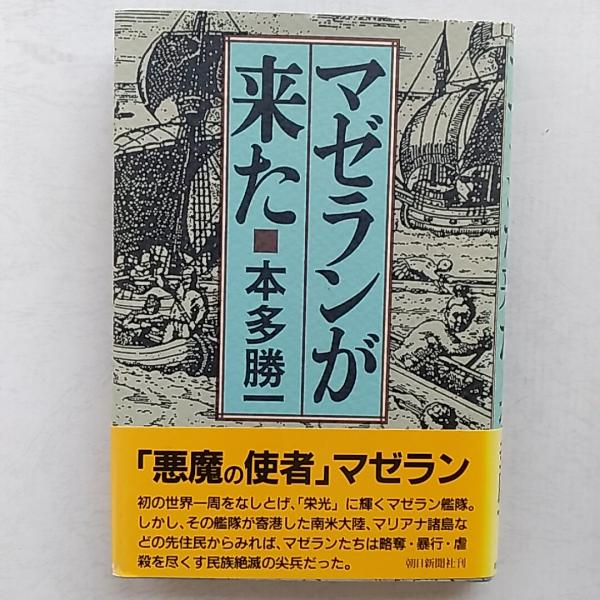 マゼランが
来た■本多勝一
「悪魔の使者」マゼラン
初の世界一周をなしとげ、「栄光」に輝くマゼラン艦隊。
しかし、その艦隊が寄港した南米大陸、マリアナ諸島な
どの先住民からみれば、マゼランたちは略奪・暴行・虐
殺を尽くす民族絶滅の尖兵だった。
朝日新聞社刊